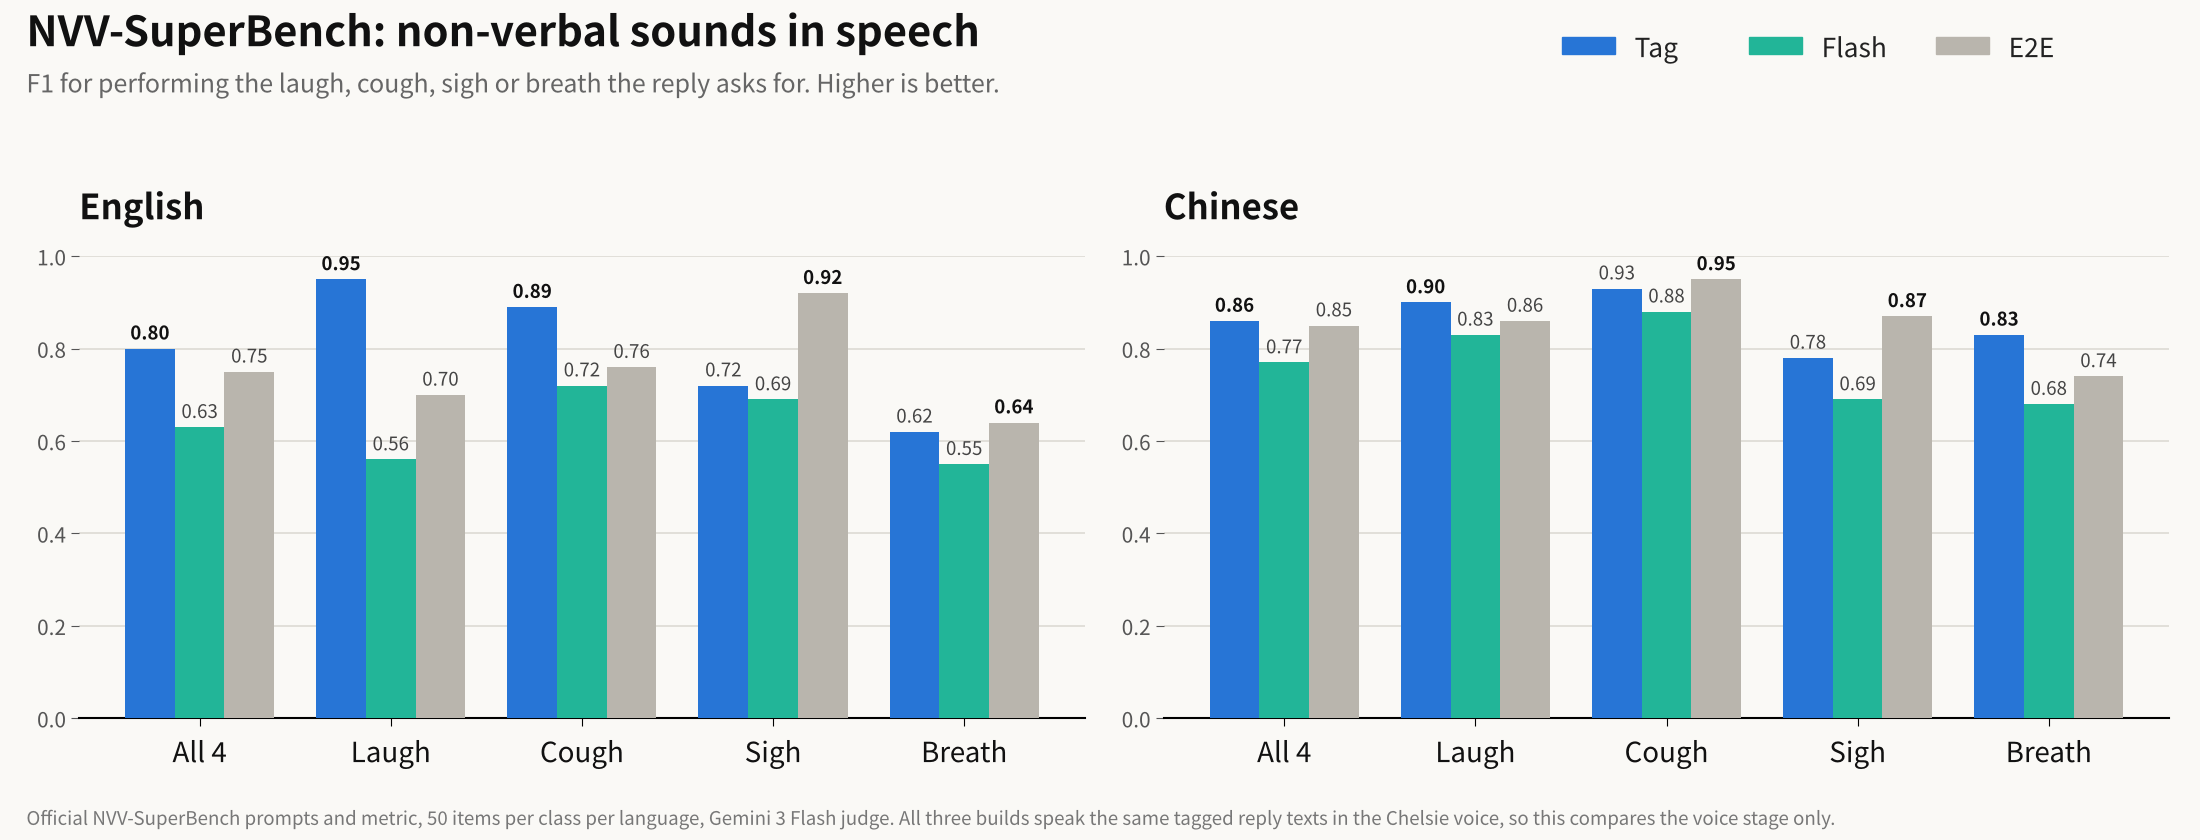 NVV-SuperBench: non-verbal sounds in speech
F1 for performing the laugh, cough, sigh or breath the reply asks for. Higher is better.
Tag
Flash
E2E
English
1.0
0.8
0.6
0.4
0.2
0.0
0.80
0.63
0.75
0.95
0.56
0.70
0.89
0.72
0.76
0.72
0.69
0.92
0.62
0.55
0.64
All 4
Laugh
Cough
Sigh
Breath
Chinese
1.0
0.8
0.6
0.4
0.2
0.0
0.86
0.77
0.85
0.90
0.83
0.86
0.93
0.88
0.95
0.78
0.69
0.87
0.83
0.68
0.74
All 4
Laugh
Cough
Sigh
Breath
Official NVV-SuperBench prompts and metric, 50 items per class per language, Gemini 3 Flash judge. All three builds speak the same tagged reply texts in the Chelsie voice, so this compares the voice stage only.